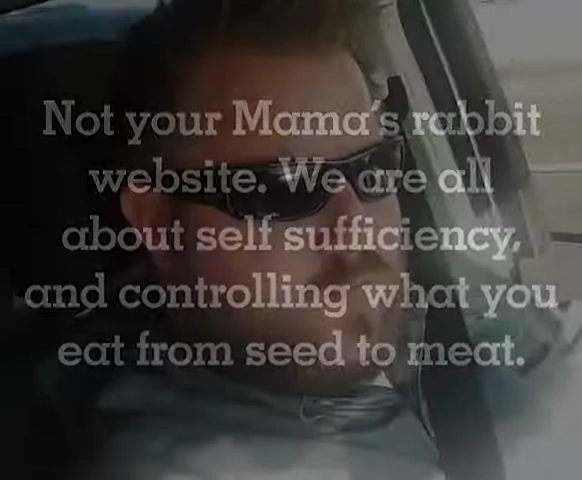 Not your Mama's rabbit
website. We are all
about self sufficiency,
and controlling what you
eat from seed to meat.